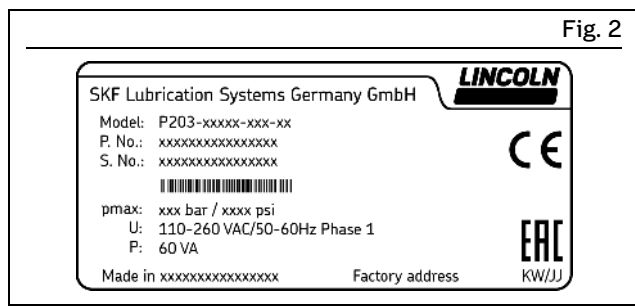 Fig. 2
LINCOLN
SKF Lubrication Systems Germany GmbH
Model: P203-xxxxx-xxx-xx
P. No.: xxxxxxxxxxxxxxxx
S. No.: xxxxxxxxxxxxxxxx
CE
pmax: xxx bar / xxxx psi
U: 110-260 VAC/50-60Hz Phase 1
P: 60 VA
EAC
Made in xxxxxxxxxxxxxxxx Factory address KW/JJ